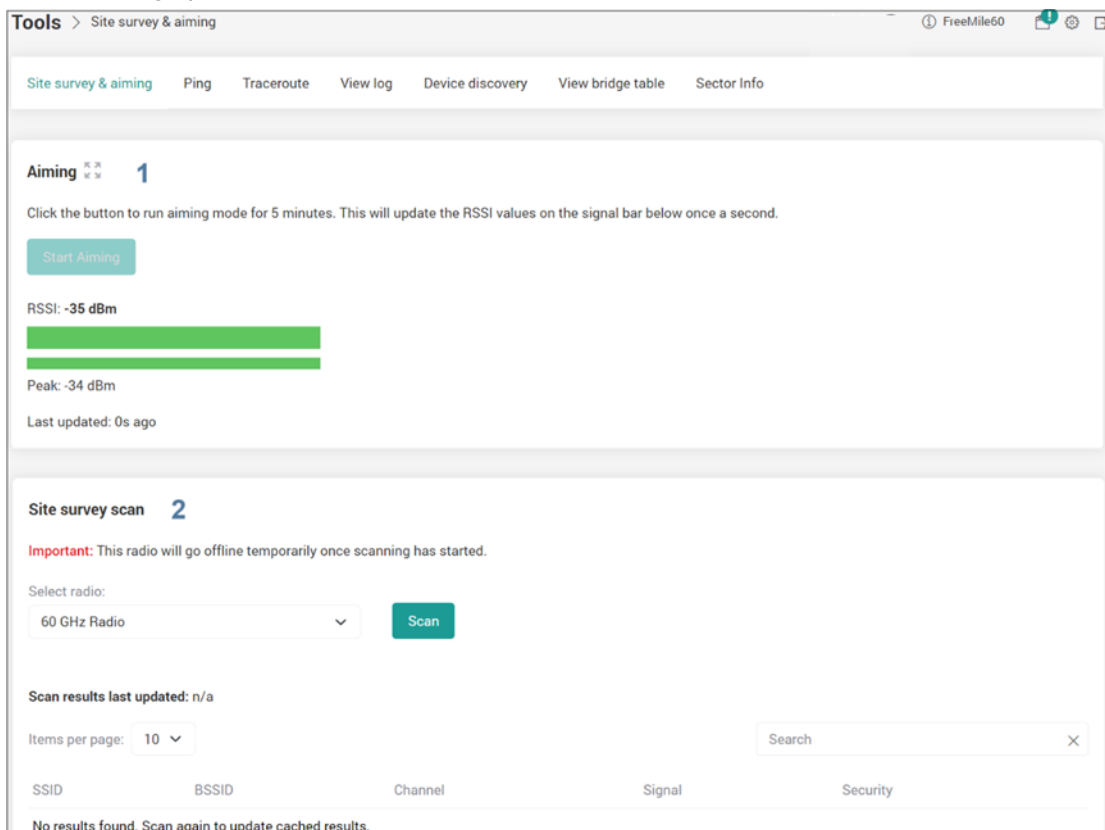 Tools > Site survey & aiming
FreeMile60
Site survey & aiming Ping Traceroute View log Device discovery View bridge table Sector Info
Aiming 1
Click the button to run aiming mode for 5 minutes. This will update the RSSI values on the signal bar below once a second.
Start Aiming
RSSI: -35 dBm
Peak: -34 dBm
Last updated: 0s ago
Site survey scan 2
Important: This radio will go offline temporarily once scanning has started.
Select radio:
60 GHz Radio Scan
Scan results last updated: n/a
Items per page: 10 Search
SSID BSSID Channel Signal Security
No results found. Scan again to update cached results.